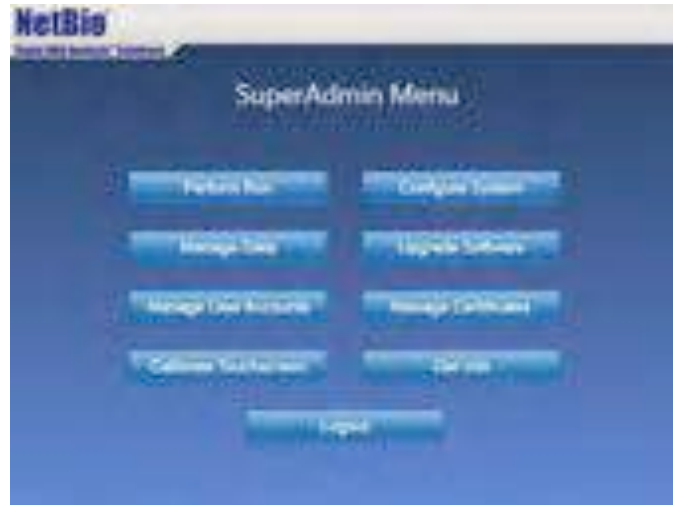 NetBio
SuperAdmin Menu
Perform Run
Configure System
Manage Data
Upgrade Software
Manage User Accounts
Manage Certificates
Calibrate Touchscreen
Logout